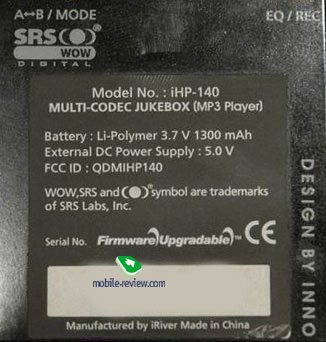 A↔B / MODE
EQ / REC
SRS
WOW
DIGITAL
Model No. : iHP-140
MULTI-CODEC JUKEBOX (MP3 Player)
Battery : Li-Polymer 3.7 V 1300 mAh
External DC Power Supply : 5.0 V
FCC ID : QDMIHP140
WOW,SRS and symbol are trademarks
of SRS Labs, Inc.
Serial No. Firmware Upgradable ™ CE
mobile-review.com
Manufactured by iRiver Made in China
DESIGN BY INNO